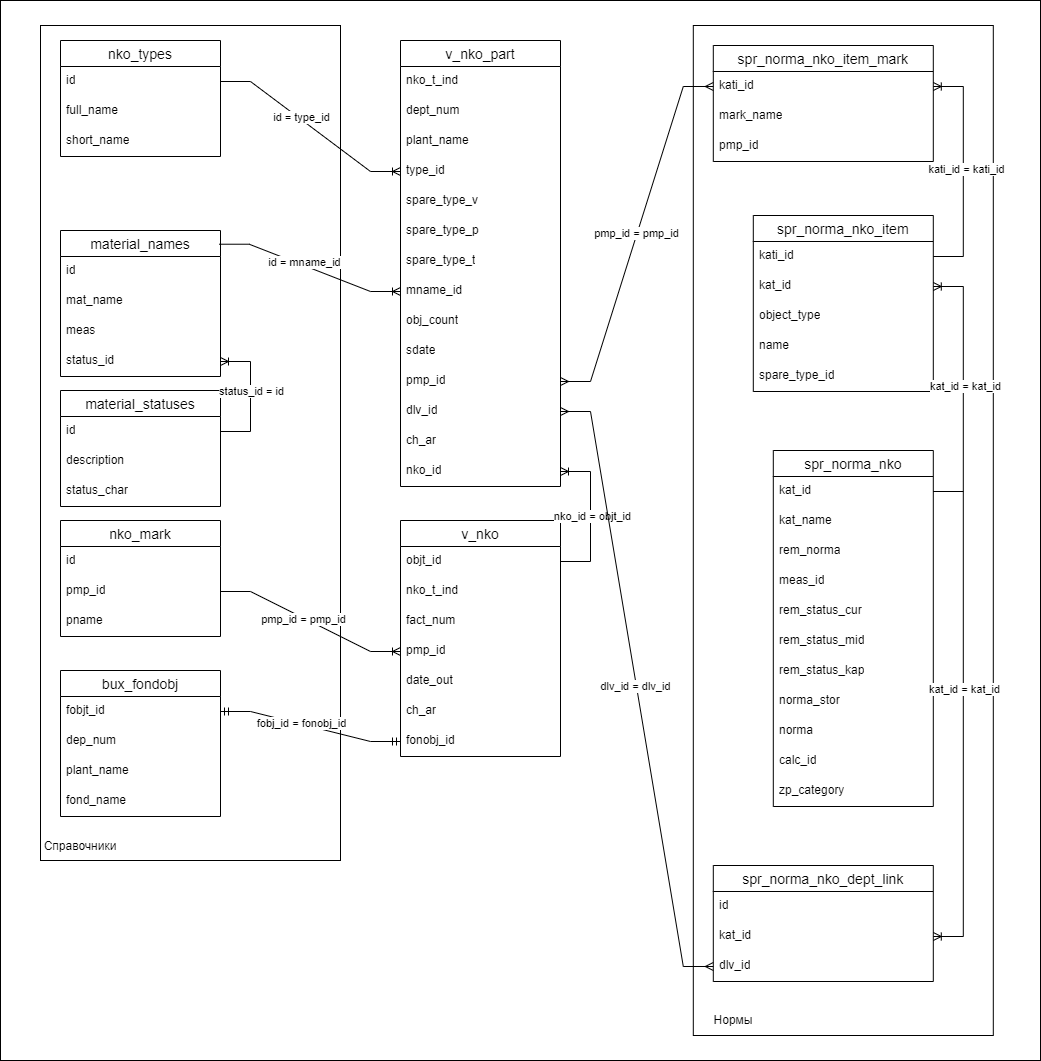 nko_types
id
full_name
short_name
id = type_id
material_names
id
mat_name
meas
status_id
id = mname_id
status_id = id
material_statuses
id
description
status_char
nko_mark
id
pmp_id
pname
pmp_id = pmp_id
bux_fondobj
fobjt_id
dep_num
plant_name
fond_name
fobj_id = fonobj_id
Справочники
v_nko_part
nko_t_ind
dept_num
plant_name
type_id
spare_type_v
spare_type_p
spare_type_t
mname_id
obj_count
sdate
pmp_id
dlv_id
ch_ar
nko_id
nko_id = objt_id
v_nko
objt_id
nko_t_ind
fact_num
pmp_id
date_out
ch_ar
fonobj_id
pmp_id = pmp_id
dlv_id = dlv_id
spr_norma_nko_item_mark
kati_id
mark_name
pmp_id
kati_id = kati_id
spr_norma_nko_item
kati_id
kat_id
object_type
name
spare_type_id
kat_id = kat_id
spr_norma_nko
kat_id
kat_name
rem_norma
meas_id
rem_status_cur
rem_status_mid
rem_status_kap
norma_stor
norma
calc_id
zp_category
kat_id = kat_id
spr_norma_nko_dept_link
id
kat_id
dlv_id
Нормы